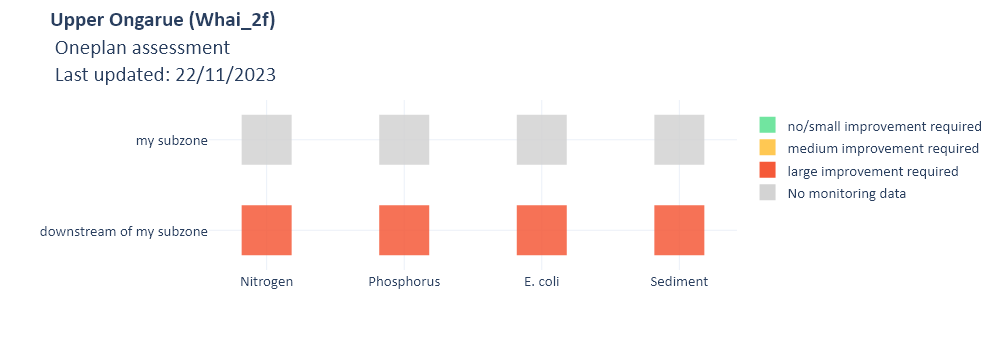 Upper Ongarue (Whai_2f)
Oneplan assessment
Last updated: 22/11/2023
my subzone
downstream of my subzone
Nitrogen
Phosphorus
E. coli
Sediment
no/small improvement required
medium improvement required
large improvement required
No monitoring data